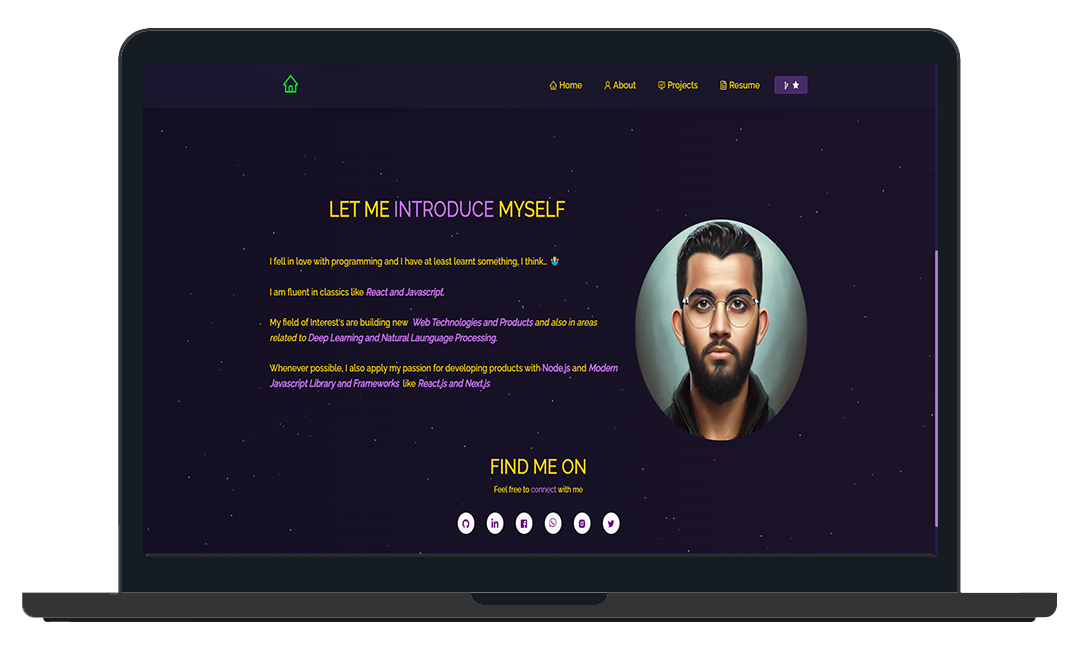 Home About Projects Resume
LET ME INTRODUCE MYSELF
I fell in love with programming and I have at least learnt something, I think… 🤷‍♂️
I am fluent in classics like React and Javascript.
My field of Interest's are building new Web Technologies and Products and also in areas
related to Deep Learning and Natural Launguage Processing.
Whenever possible, I also apply my passion for developing products with Node.js and Modern
Javascript Library and Frameworks like React.js and Next.js
FIND ME ON
Feel free to connect with me
in